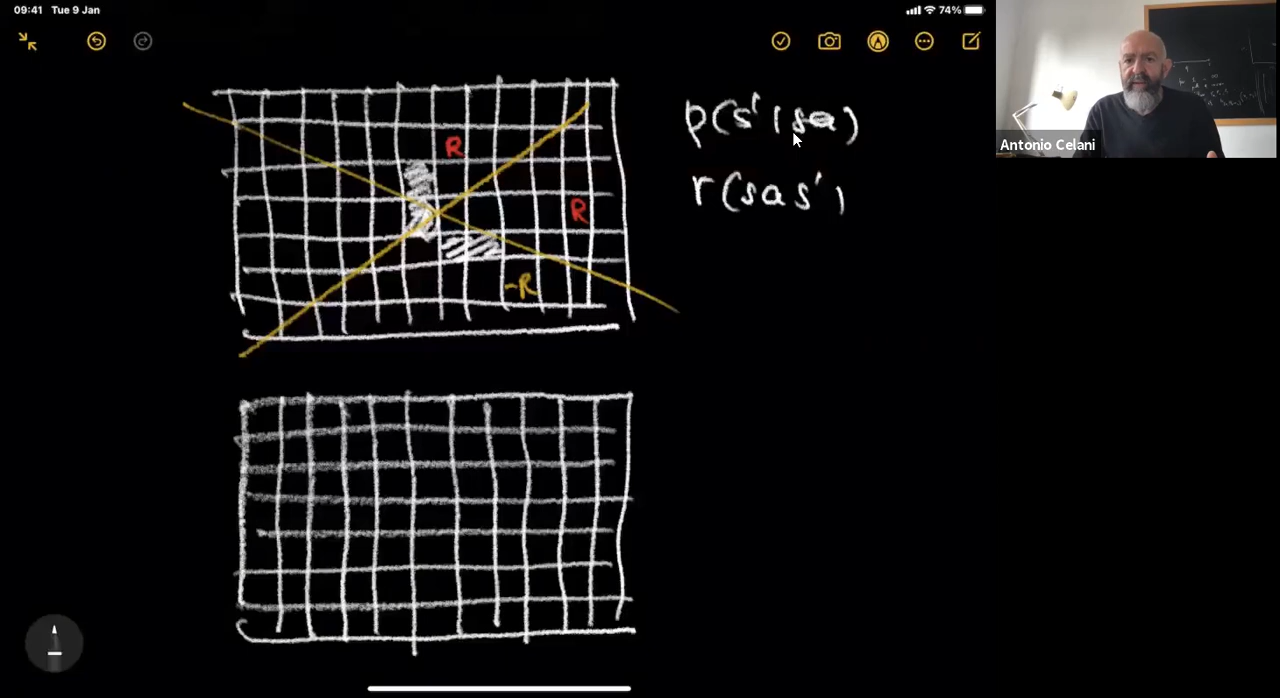 09:41 Tue 9 Jan 74%
R
R
-R
p(s'|sa)
r(sas')
Antonio Celani